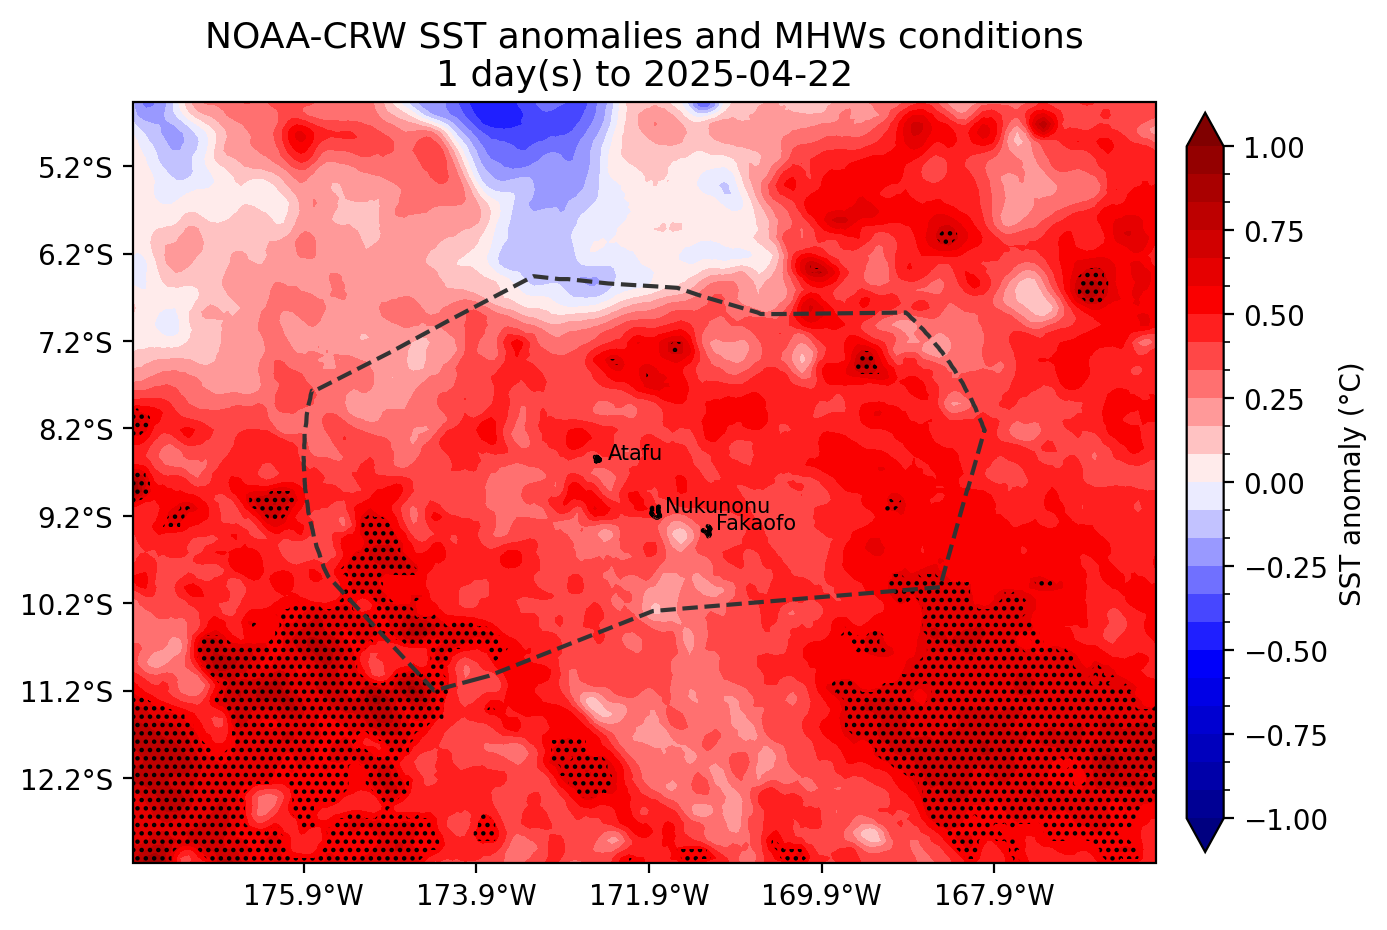 NOAA-CRW SST anomalies and MHWs conditions
1 day(s) to 2025-04-22
5.2°S
6.2°S
7.2°S
8.2°S
9.2°S
10.2°S
11.2°S
12.2°S
Atafu
Nukunonu
Fakaofo
175.9°W
173.9°W
171.9°W
169.9°W
167.9°W
1.00
0.75
0.50
0.25
0.00
−0.25
−0.50
−0.75
−1.00
SST anomaly (°C)